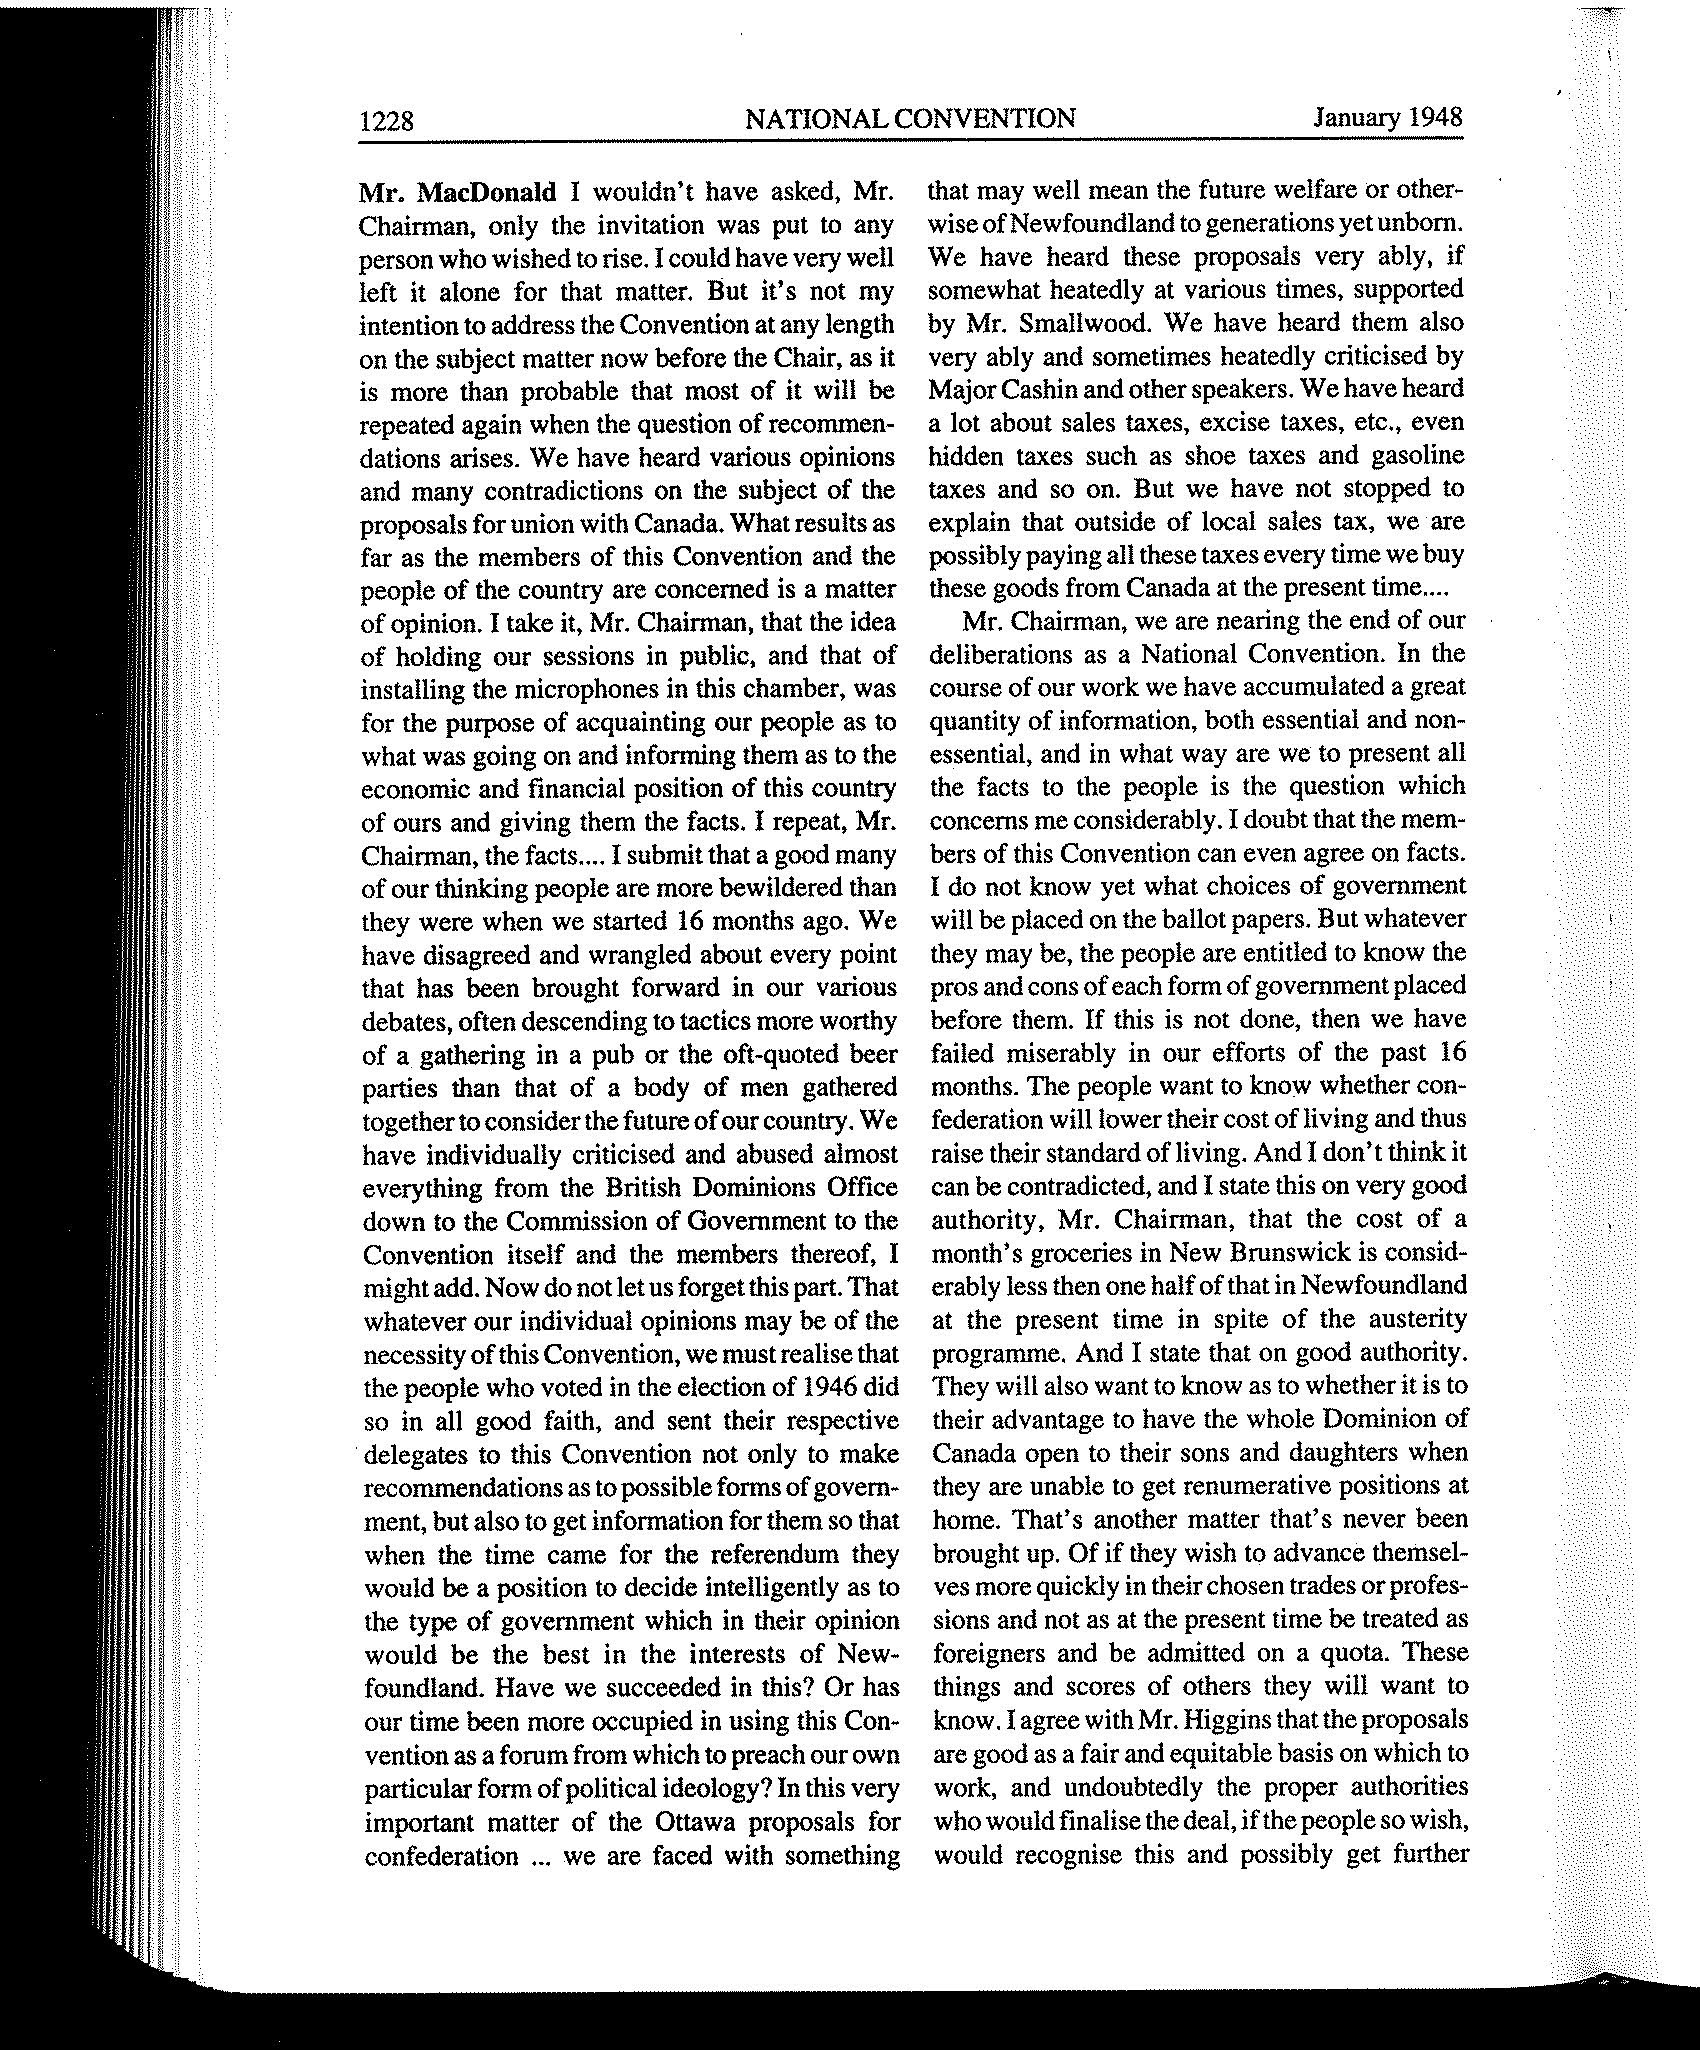 1228 NATIONAL CONVENTION January 1948
Mr. MacDonald I wouldn't have asked, Mr.
Chairman, only the invitation was put to any
person who wished to rise. I could have very well
left it alone for that matter. But it's not my
intention to address the Convention at any length
on the subject matter now before the Chair, as it
is more than probable that most of it will be
repeated again when the question of recommen-
dations arises. We have heard various opinions
and many contradictions on the subject of the
proposals for union with Canada. What results as
far as the members of this Convention and the
people of the country are concerned is a matter
of opinion. I take it, Mr. Chairman, that the idea
of holding our sessions in public, and that of
installing the microphones in this chamber, was
for the purpose of acquainting our people as to
what was going on and informing them as to the
economic and financial position of this country
of ours and giving them the facts. I repeat, Mr.
Chairman, the facts.... I submit that a good many
of our thinking people are more bewildered than
they were when we started 16 months ago. We
have disagreed and wrangled about every point
that has been brought forward in our various
debates, often descending to tactics more worthy
of a gathering in a pub or the oft-quoted beer
parties than that of a body of men gathered
together to consider the future of our country. We
have individually criticised and abused almost
everything from the British Dominions Office
down to the Commission of Government to the
Convention itself and the members thereof, I
might add. Now do not let us forget this part. That
whatever our individual opinions may be of the
necessity of this Convention, we must realise that
the people who voted in the election of 1946 did
so in all good faith, and sent their respective
delegates to this Convention not only to make
recommendations as to possible forms of govern-
ment, but also to get information for them so that
when the time came for the referendum they
would be a position to decide intelligently as to
the type of government which in their opinion
would be the best in the interests of New-
foundland. Have we succeeded in this? Or has
our time been more occupied in using this Con-
vention as a forum from which to preach our own
particular form of political ideology? In this very
important matter of the Ottawa proposals for
confederation ... we are faced with something
that may well mean the future welfare or other-
wise of Newfoundland to generations yet unborn.
We have heard these proposals very ably, if
somewhat heatedly at various times, supported
by Mr. Smallwood. We have heard them also
very ably and sometimes heatedly criticised by
Major Cashin and other speakers. We have heard
a lot about sales taxes, excise taxes, etc., even
hidden taxes such as shoe taxes and gasoline
taxes and so on. But we have not stopped to
explain that outside of local sales tax, we are
possibly paying all these taxes every time we buy
these goods from Canada at the present time....
Mr. Chairman, we are nearing the end of our
deliberations as a National Convention. In the
course of our work we have accumulated a great
quantity of information, both essential and non-
essential, and in what way are we to present all
the facts to the people is the question which
concerns me considerably. I doubt that the mem-
bers of this Convention can even agree on facts.
I do not know yet what choices of government
will be placed on the ballot papers. But whatever
they may be, the people are entitled to know the
pros and cons of each form of government placed
before them. If this is not done, then we have
failed miserably in our efforts of the past 16
months. The people want to know whether con-
federation will lower their cost of living and thus
raise their standard of living. And I don't think it
can be contradicted, and I state this on very good
authority, Mr. Chairman, that the cost of a
month's groceries in New Brunswick is consid-
erably less then one half of that in Newfoundland
at the present time in spite of the austerity
programme. And I state that on good authority.
They will also want to know as to whether it is to
their advantage to have the whole Dominion of
Canada open to their sons and daughters when
they are unable to get renumerative positions at
home. That's another matter that's never been
brought up. Of if they wish to advance themsel-
ves more quickly in their chosen trades or profes-
sions and not as at the present time be treated as
foreigners and be admitted on a quota. These
things and scores of others they will want to
know. I agree with Mr. Higgins that the proposals
are good as a fair and equitable basis on which to
work, and undoubtedly the proper authorities
who would finalise the deal, if the people so wish,
would recognise this and possibly get further